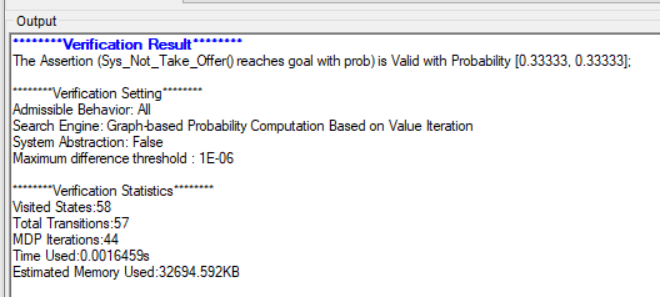 Output
********Verification Result********
The Assertion (Sys_Not_Take_Offer() reaches goal with prob) is Valid with Probability [0.33333, 0.33333];
********Verification Setting********
Admissible Behavior: All
Search Engine: Graph-based Probability Computation Based on Value Iteration
System Abstraction: False
Maximum difference threshold : 1E-06
********Verification Statistics********
Visited States:58
Total Transitions:57
MDP Iterations:44
Time Used:0.0016459s
Estimated Memory Used:32694.592KB